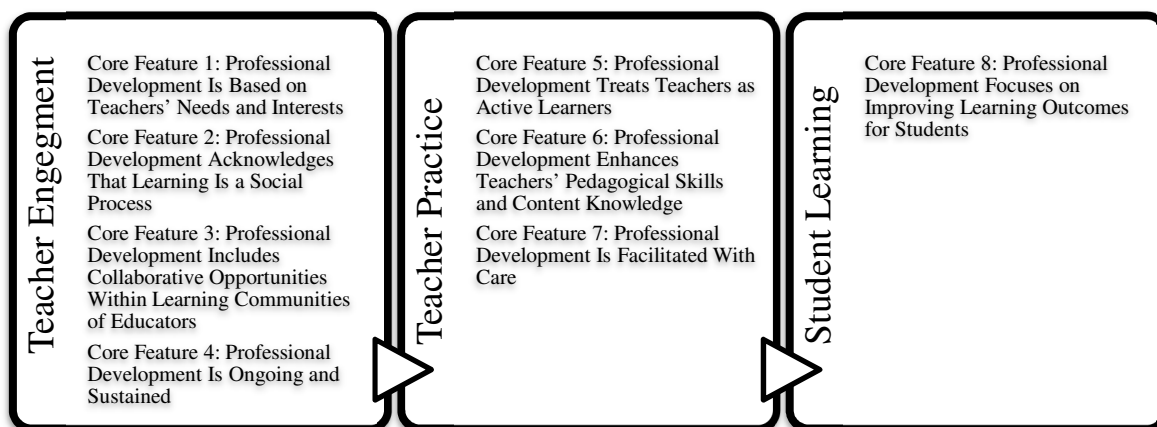 Teacher Engegment
Core Feature 1: Professional
Development Is Based on
Teachers’ Needs and Interests
Core Feature 2: Professional
Development Acknowledges
That Learning Is a Social
Process
Core Feature 3: Professional
Development Includes
Collaborative Opportunities
Within Learning Communities
of Educators
Core Feature 4: Professional
Development Is Ongoing and
Sustained
Teacher Practice
Core Feature 5: Professional
Development Treats Teachers as
Active Learners
Core Feature 6: Professional
Development Enhances
Teachers’ Pedagogical Skills
and Content Knowledge
Core Feature 7: Professional
Development Is Facilitated With
Care
Student Learning
Core Feature 8: Professional
Development Focuses on
Improving Learning Outcomes
for Students